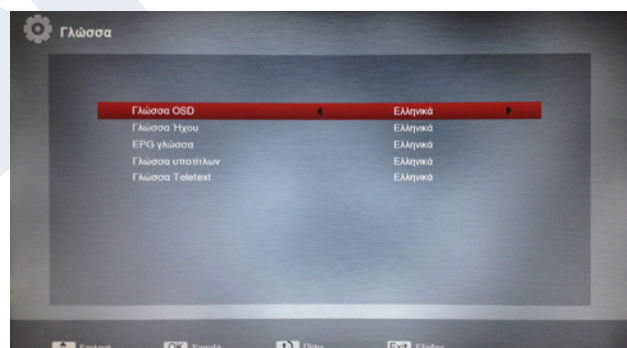 Γλώσσα
Γλώσσα OSD Ελληνικά
Γλώσσα Ήχου Ελληνικά
EPG γλώσσα Ελληνικά
Γλώσσα υποτίτλων Ελληνικά
Γλώσσα Teletext Ελληνικά
OK Exit